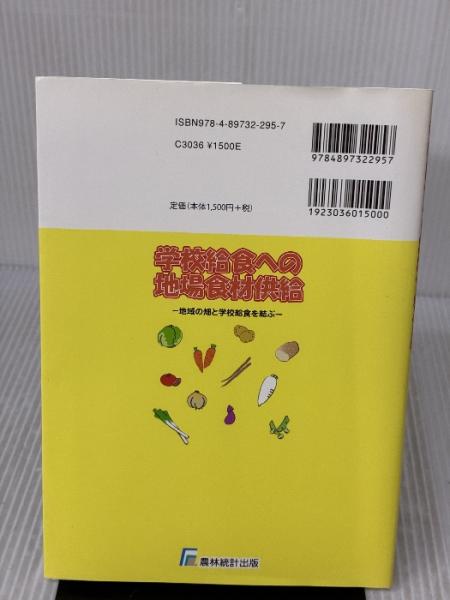 ISBN978-4-89732-295-7
C3036 ¥1500E
定価(本体1,500円+税)
9784897322957
1923036015000
学校給食への
地場食材供給
−地域の畑と学校給食を結ぶ−
農林統計出版